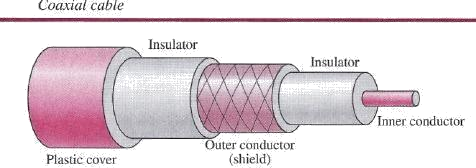 Coaxial cable
Insulator
Insulator
Inner conductor
Outer conductor
(shield)
Plastic cover